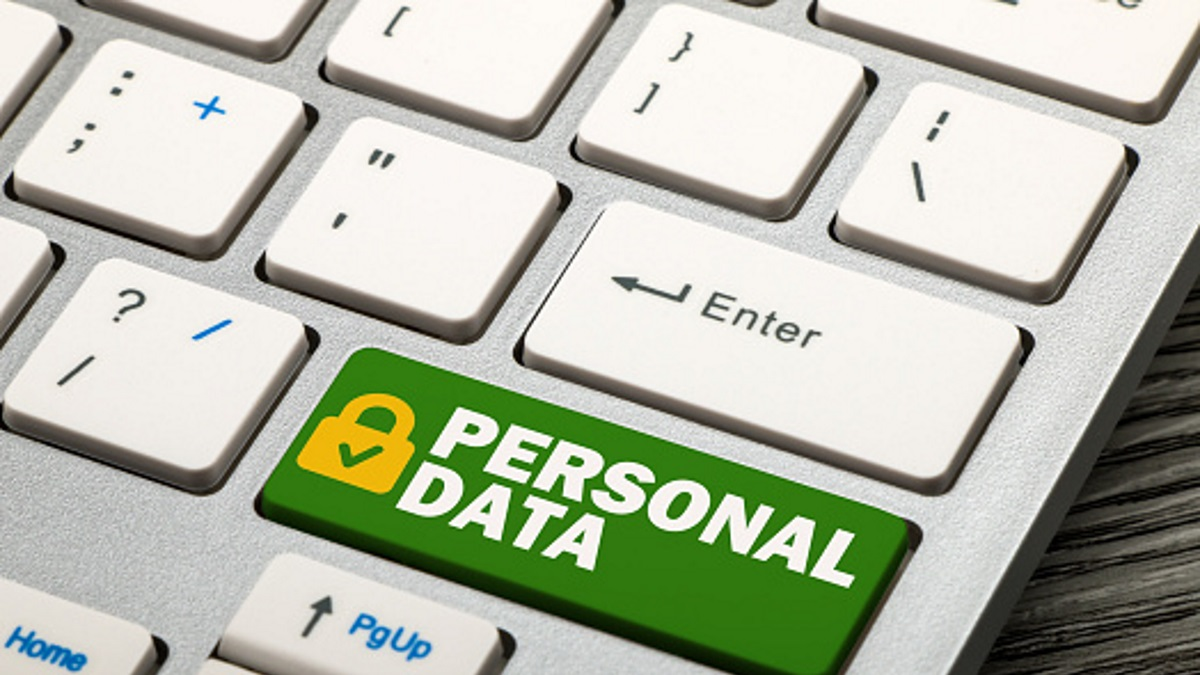 [
}
]
¦
\
:
+
;
"
'
Enter
?
/
/
PERSONAL
DATA
Home
PgUp